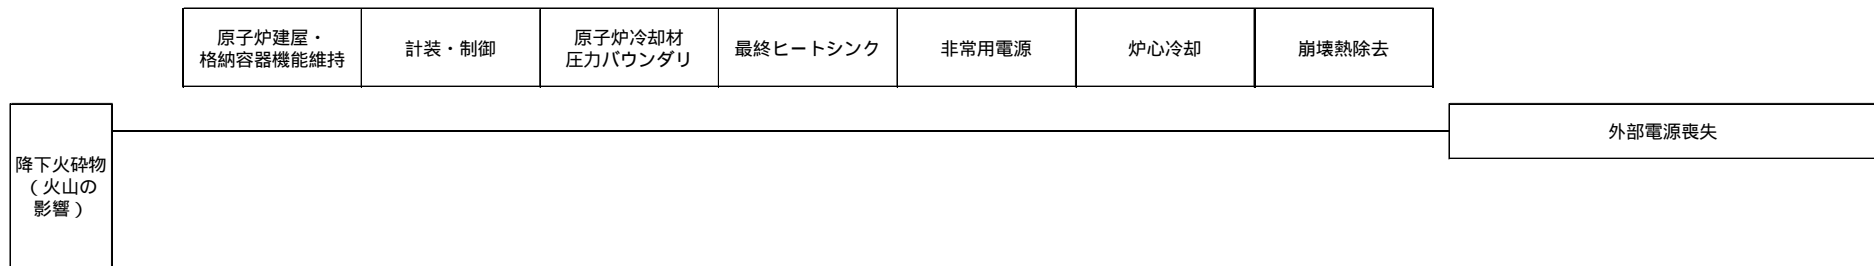 原子炉建屋・
格納容器機能維持
計装・制御
原子炉冷却材
圧力バウンダリ
最終ヒートシンク
非常用電源
炉心冷却
崩壊熱除去
降下火砕物
（火山の
影響）
外部電源喪失